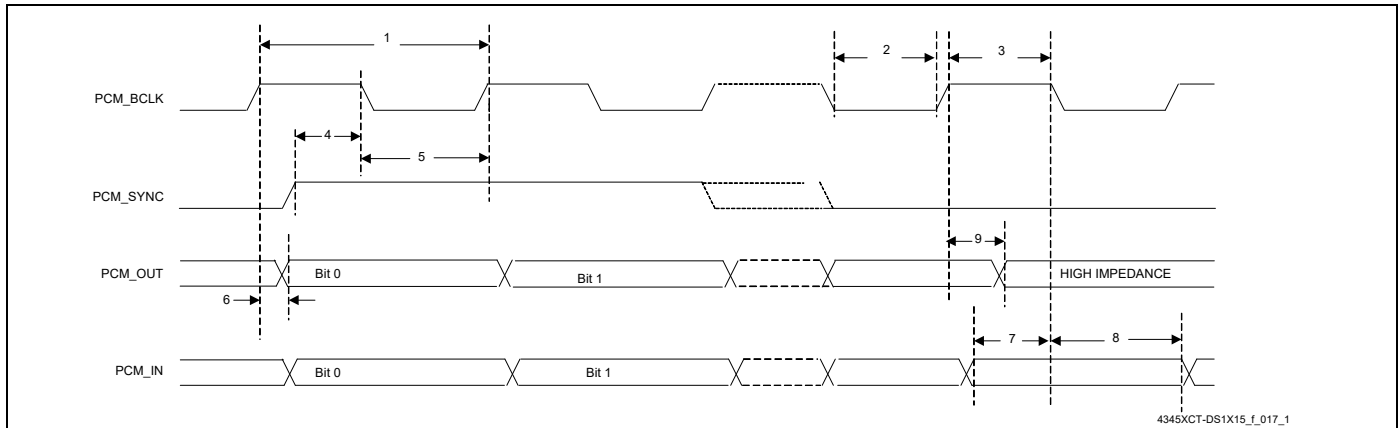 1
2
3
PCM_BCLK
4
5
PCM_SYNC
9
PCM_OUT
Bit 0
Bit 1
HIGH IMPEDANCE
6
7
8
PCM_IN
Bit 0
Bit 1
4345XCT-DS1X15_f_017_1